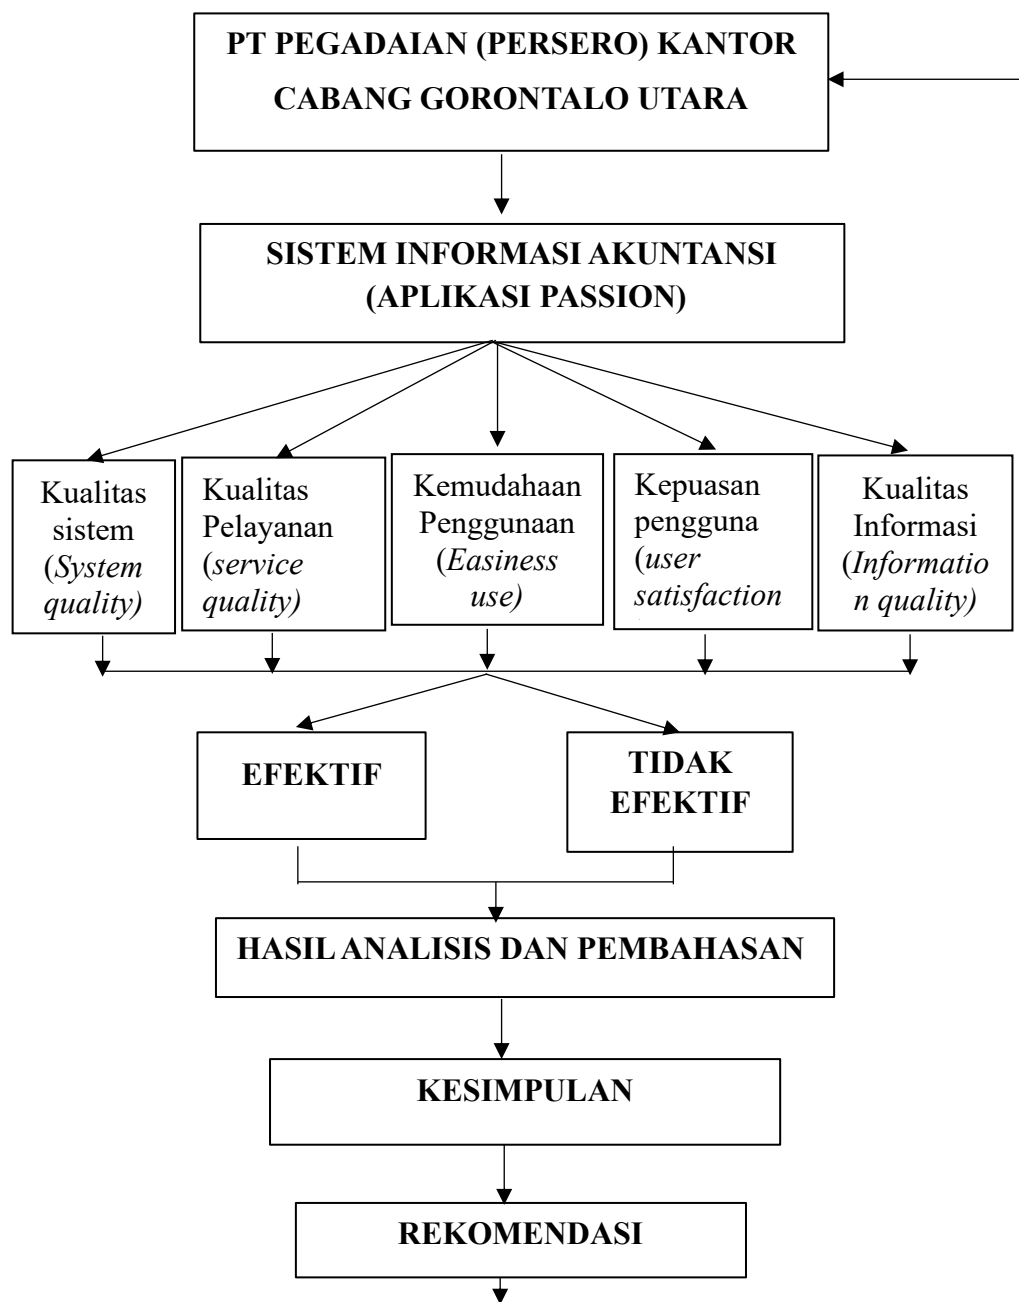 PT PEGADAIAN (PERSERO) KANTOR
CABANG GORONTALO UTARA
SISTEM INFORMASI AKUNTANSI
(APLIKASI PASSION)
Kualitas
sistem
(System
quality)
Kualitas
Pelayanan
(service
quality)
Kemudahaan
Penggunaan
(Easiness
use)
Kepuasan
pengguna
(user
satisfaction
Kualitas
Informasi
(Informatio
n quality)
EFEKTIF
TIDAK
EFEKTIF
HASIL ANALISIS DAN PEMBAHASAN
KESIMPULAN
REKOMENDASI